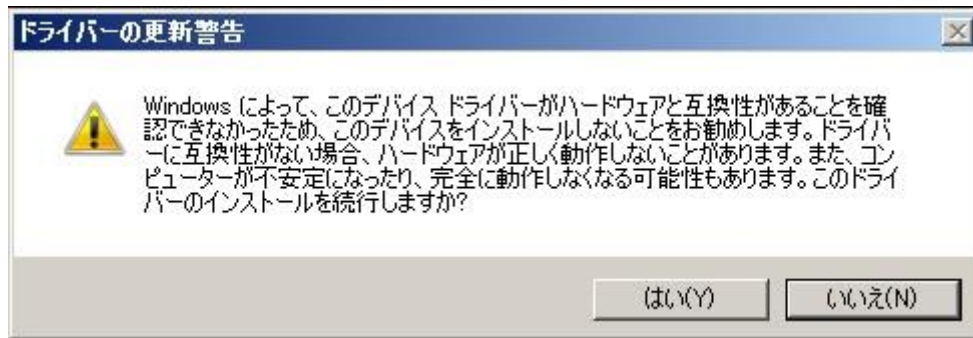 ドライバーの更新警告
Windows によって、このデバイス ドライバーがハードウェアと互換性があることを確
認できなかったため、このデバイスをインストールしないことをお勧めします。ドライバ
ーに互換性がない場合、ハードウェアが正しく動作しないことがあります。また、コン
ピューターが不安定になったり、完全に動作しなくなる可能性もあります。このドライ
バーのインストールを続行しますか?
はい(Y)
いいえ(N)